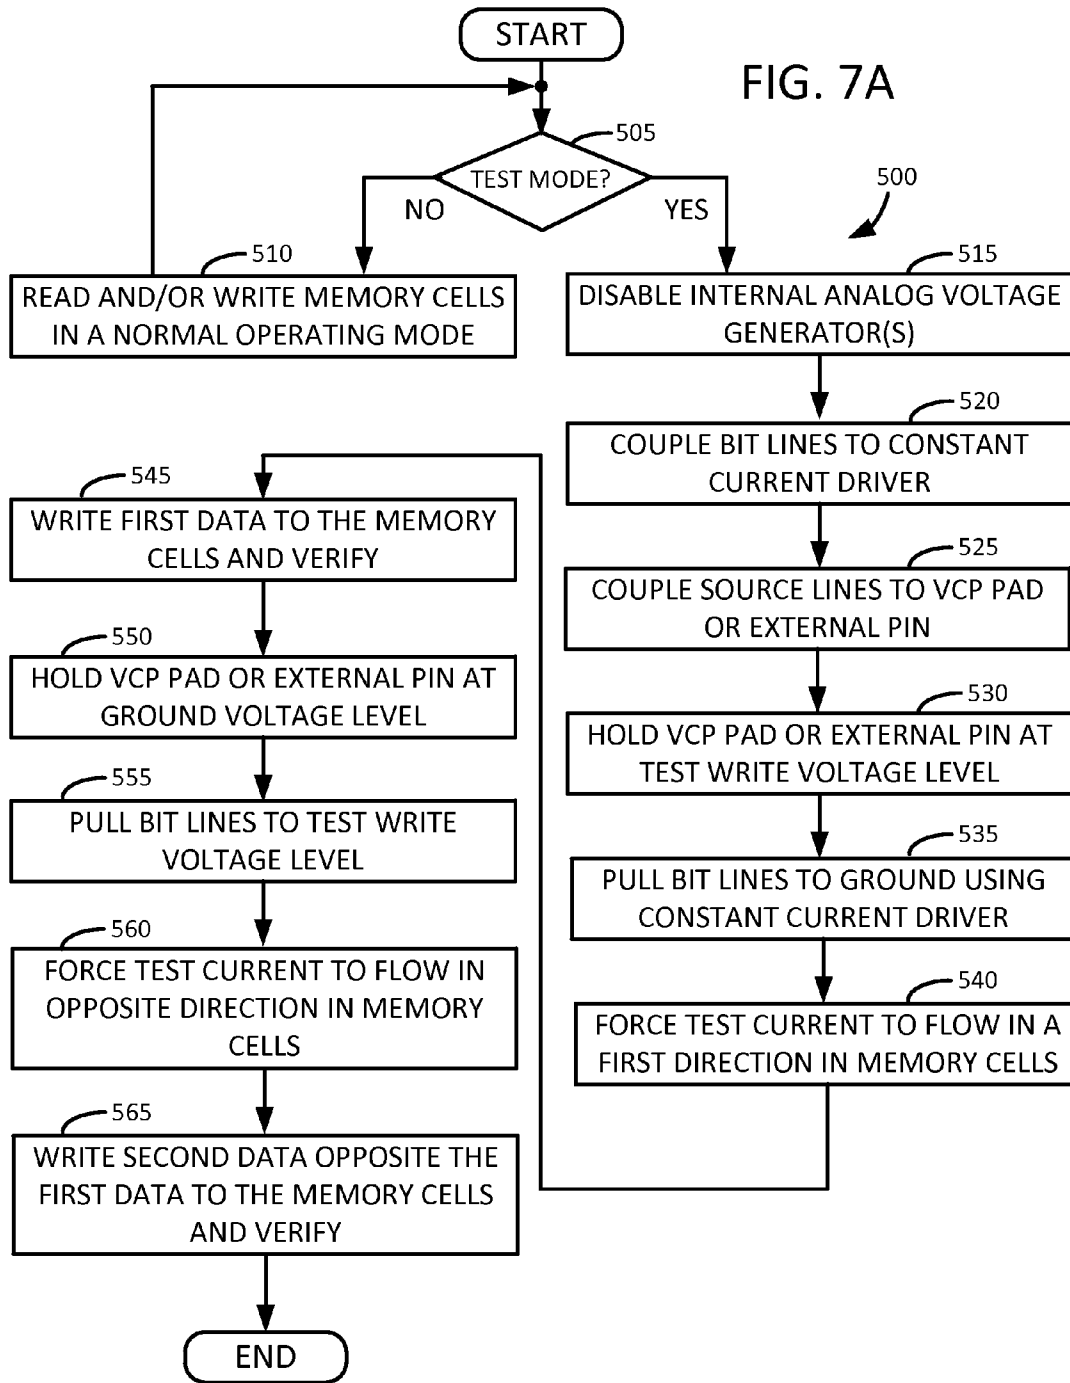 START
FIG. 7A
505
TEST MODE?
NO
YES
500
510
READ AND/OR WRITE MEMORY CELLS
IN A NORMAL OPERATING MODE
515
DISABLE INTERNAL ANALOG VOLTAGE
GENERATOR(S)
520
COUPLE BIT LINES TO CONSTANT
CURRENT DRIVER
525
COUPLE SOURCE LINES TO VCP PAD
OR EXTERNAL PIN
530
HOLD VCP PAD OR EXTERNAL PIN AT
TEST WRITE VOLTAGE LEVEL
535
PULL BIT LINES TO GROUND USING
CONSTANT CURRENT DRIVER
540
FORCE TEST CURRENT TO FLOW IN A
FIRST DIRECTION IN MEMORY CELLS
545
WRITE FIRST DATA TO THE MEMORY
CELLS AND VERIFY
550
HOLD VCP PAD OR EXTERNAL PIN AT
GROUND VOLTAGE LEVEL
555
PULL BIT LINES TO TEST WRITE
VOLTAGE LEVEL
560
FORCE TEST CURRENT TO FLOW IN
OPPOSITE DIRECTION IN MEMORY
CELLS
565
WRITE SECOND DATA OPPOSITE THE
FIRST DATA TO THE MEMORY CELLS
AND VERIFY
END